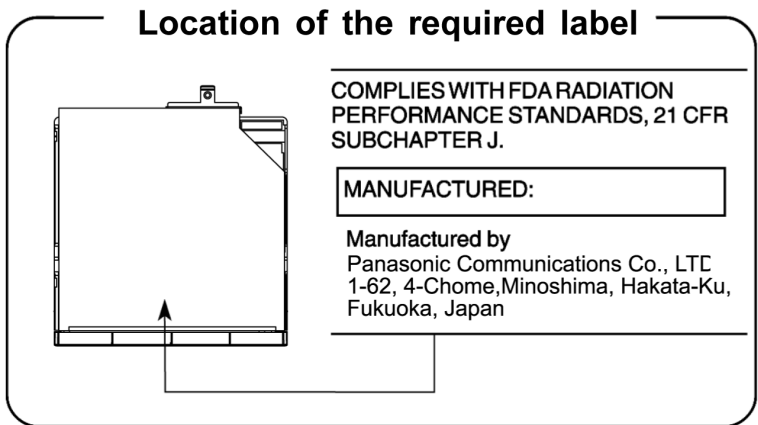 Location of the required label
COMPLIES WITH FDA RADIATION
PERFORMANCE STANDARDS, 21 CFR
SUBCHAPTER J.
MANUFACTURED:
Manufactured by
Panasonic Communications Co., LTD
1-62, 4-Chome,Minoshima, Hakata-Ku,
Fukuoka, Japan